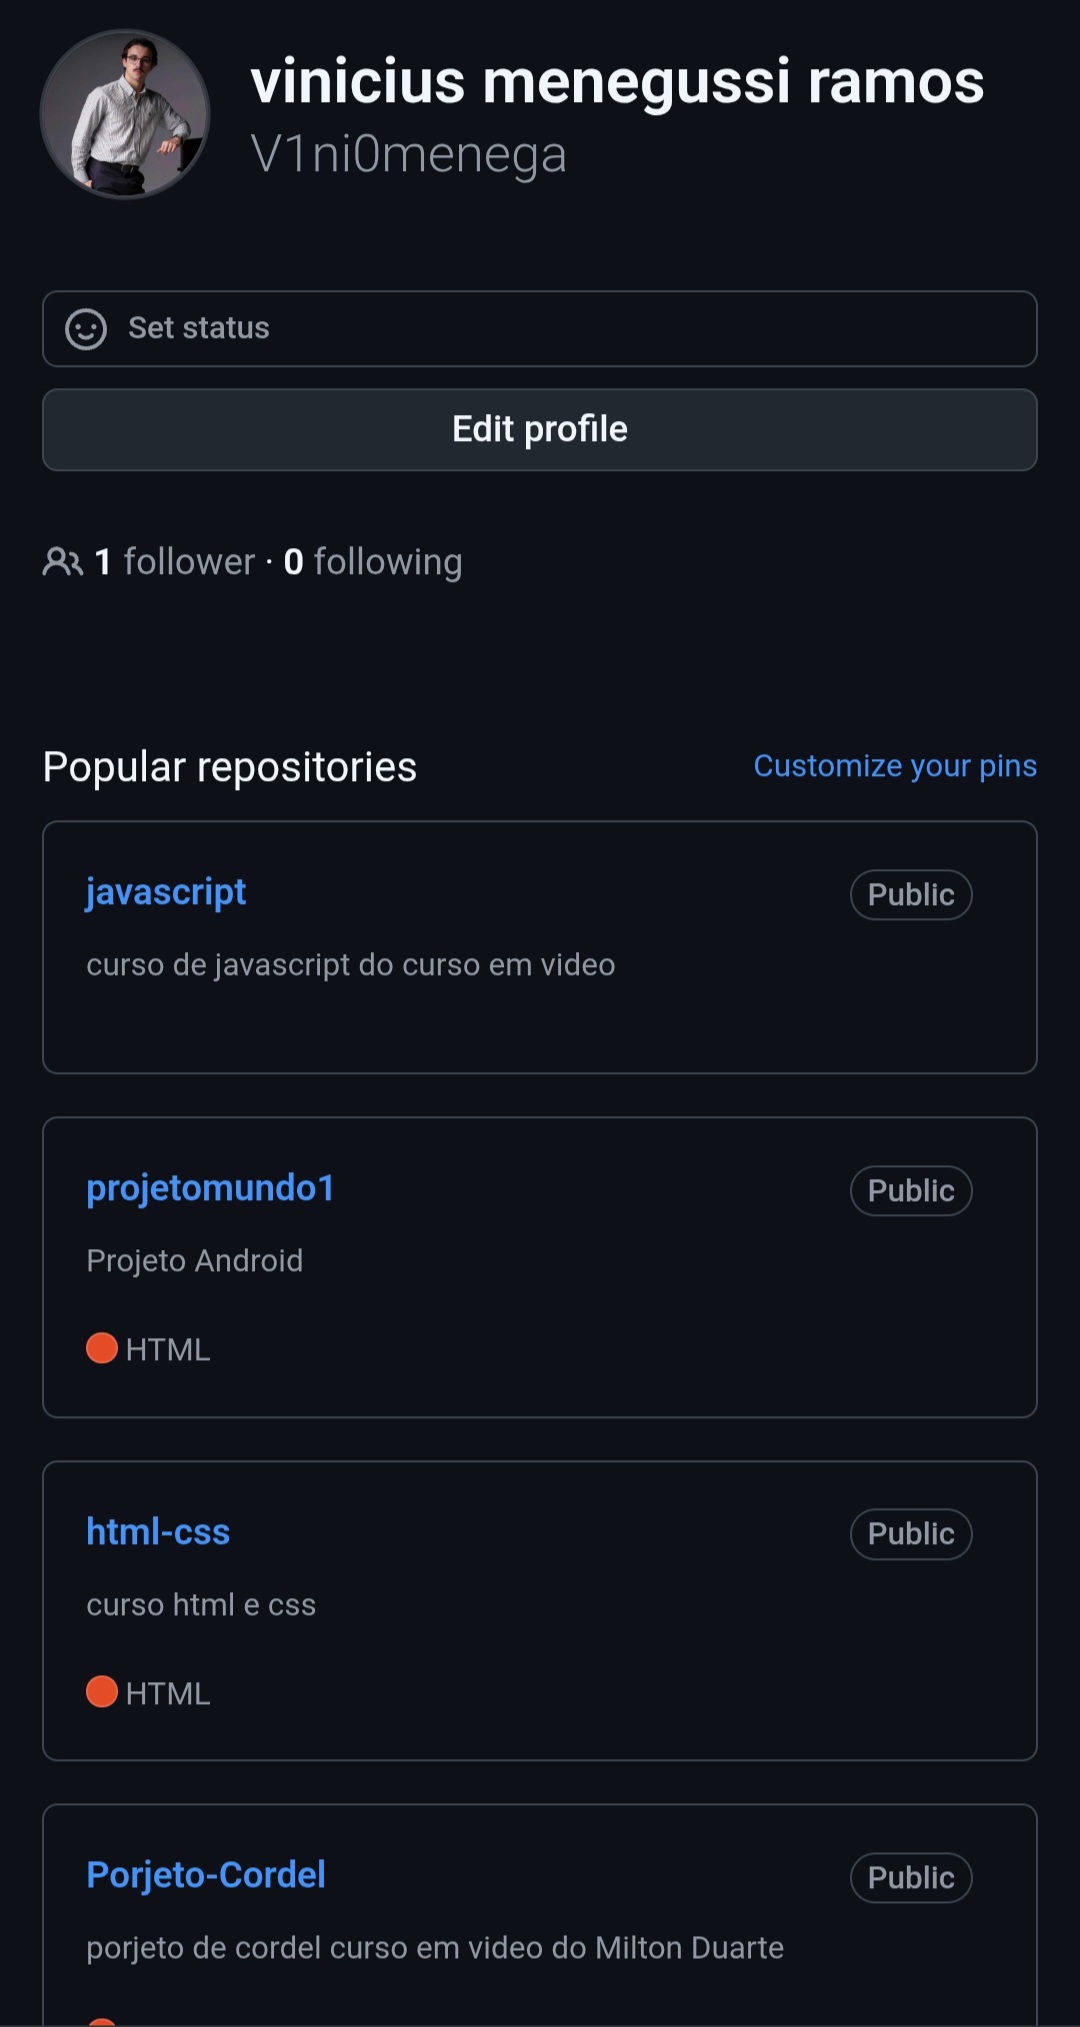 vinicius menegussi ramos
V1ni0menega
Set status
Edit profile
1 follower · 0 following
Popular repositories
Customize your pins
javascript
Public
curso de javascript do curso em video
projetomundo1
Public
Projeto Android
HTML
html-css
Public
curso html e css
HTML
Porjeto-Cordel
Public
porjeto de cordel curso em video do Milton Duarte